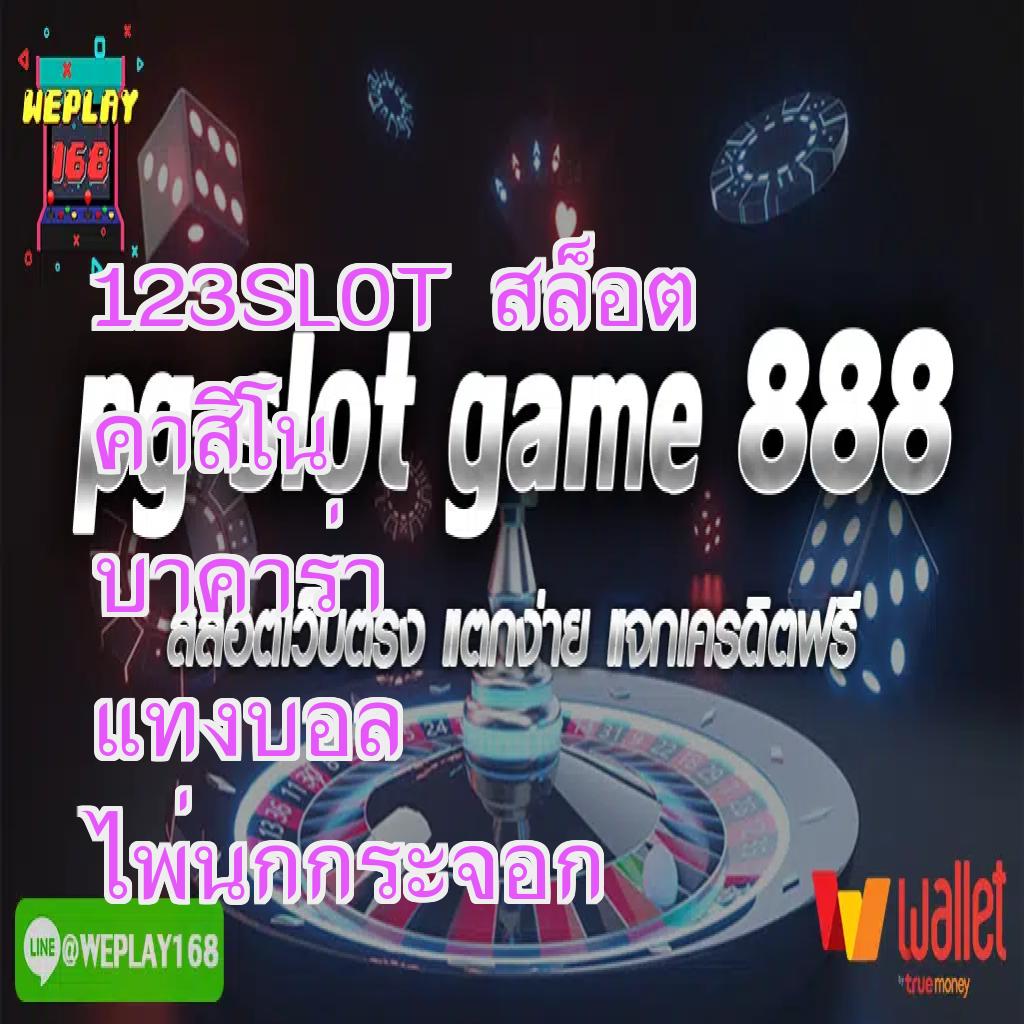 WEPLAY
168
123SLOT สล็อต
pg slot game 888
คาสิโน
บาคาร่า
สล็อตเว็บตรง แตกง่าย แจกเครดิตฟรี
แทงบอล
ไพ่นกกระจอก
LINE @WEPLAY168
wallet
by truemoney